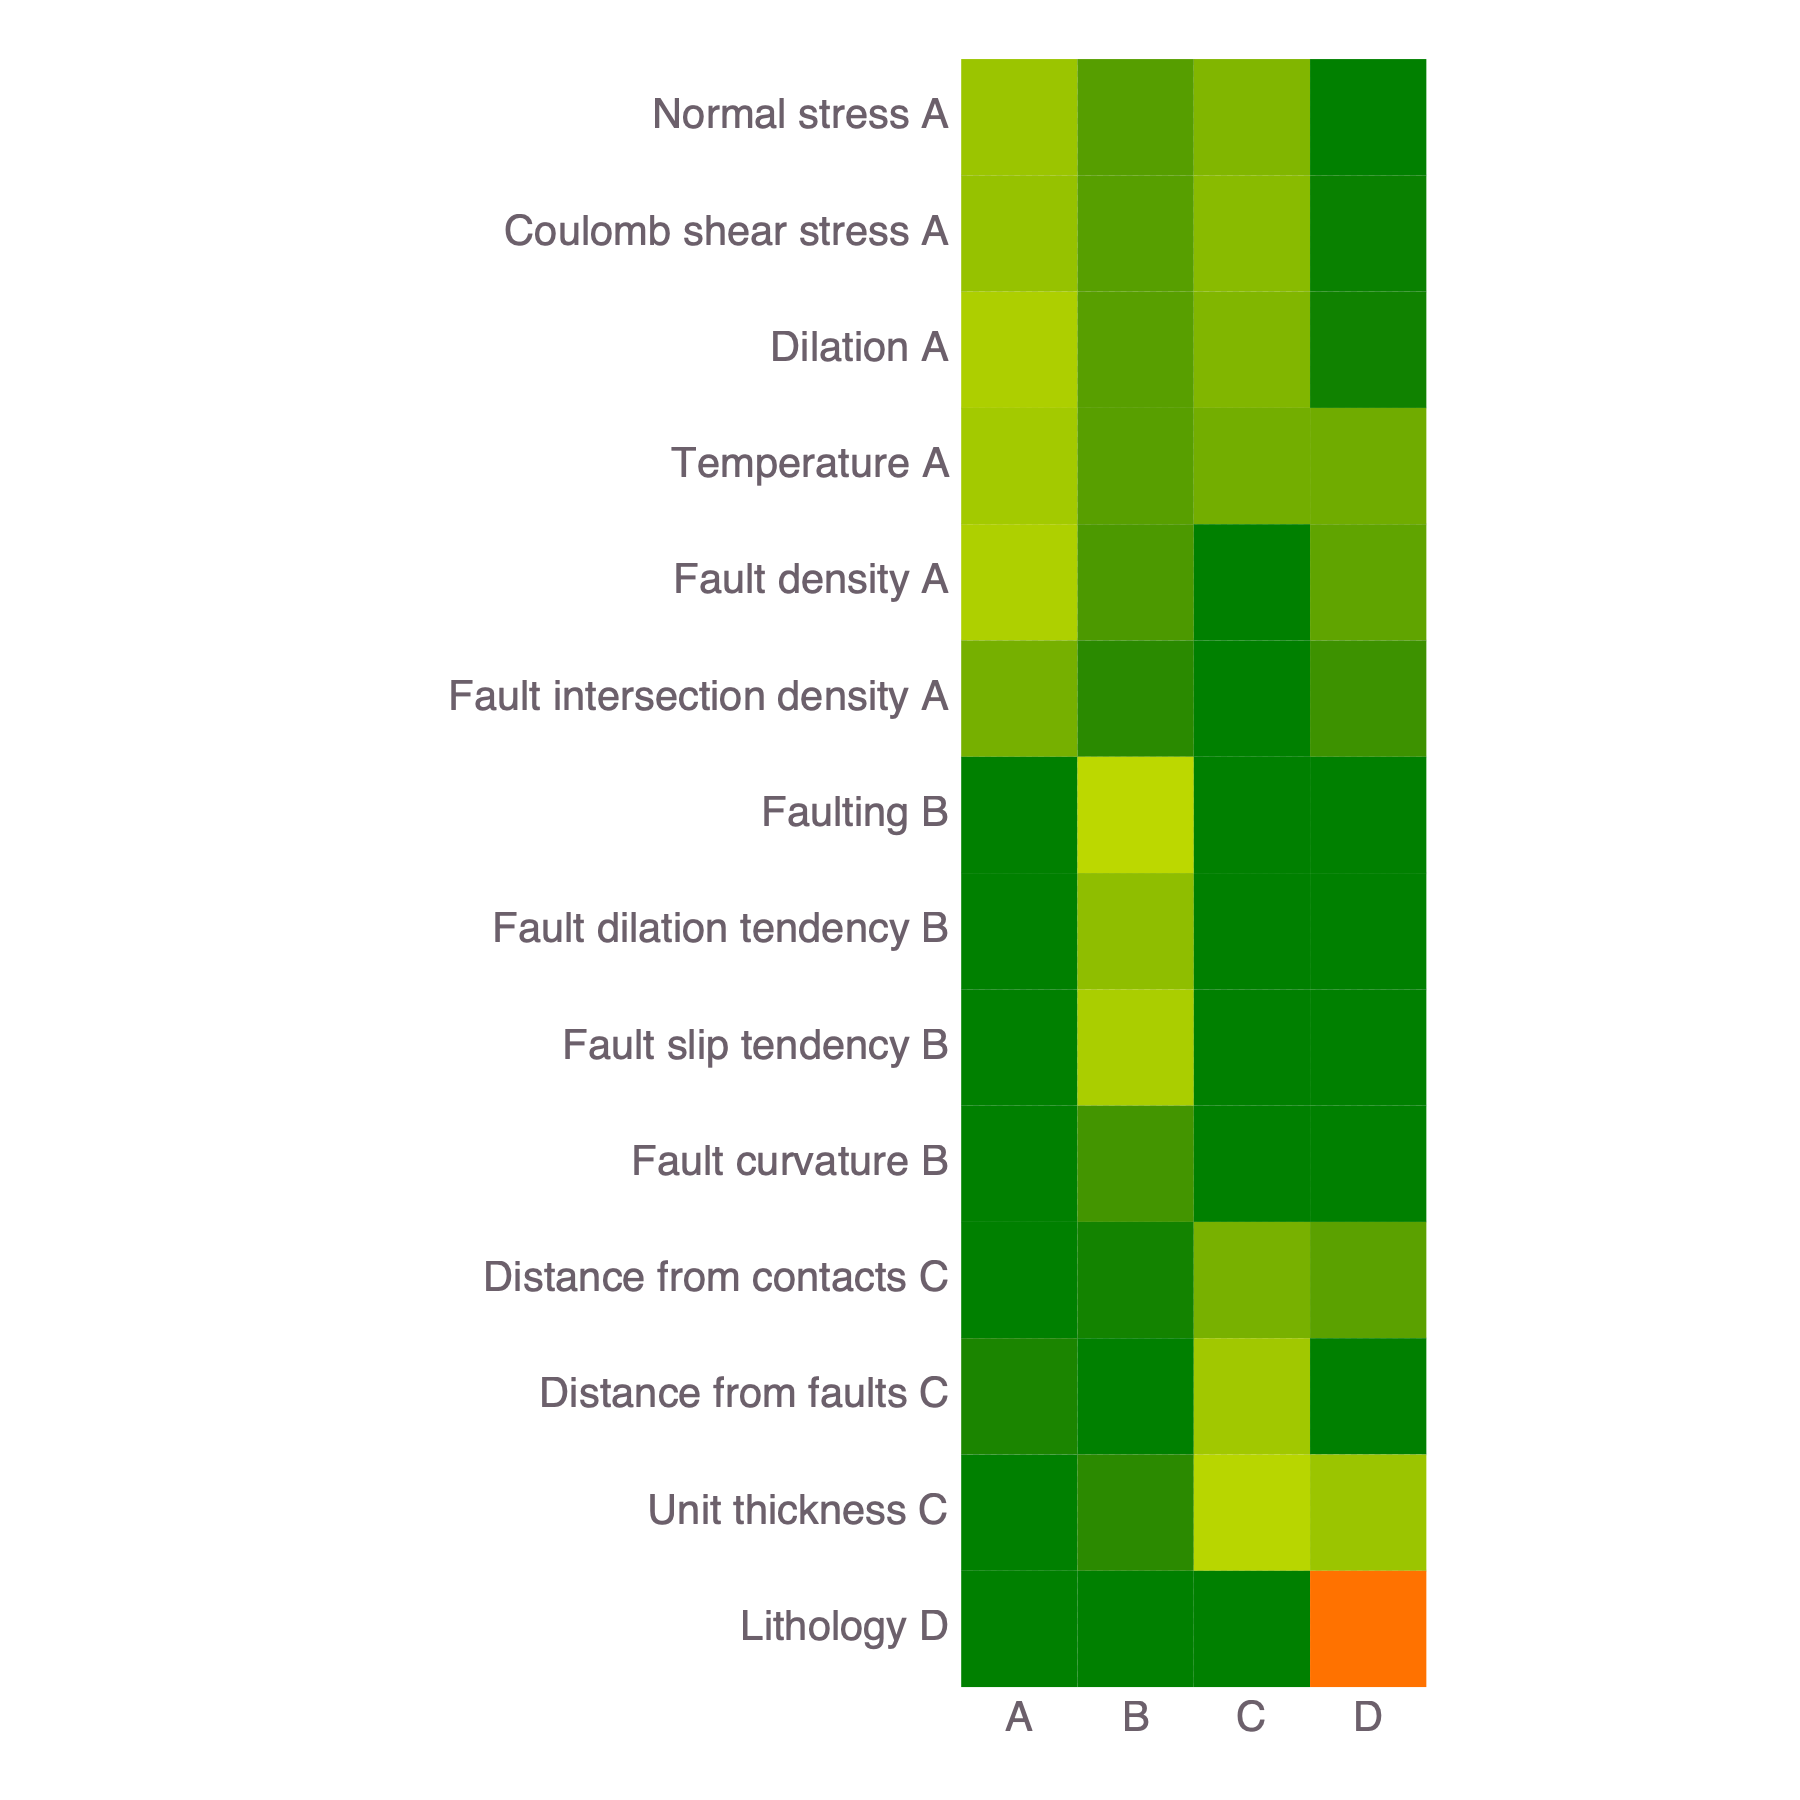 Normal stress A
Coulomb shear stress A
Dilation A
Temperature A
Fault density A
Fault intersection density A
Faulting B
Fault dilation tendency B
Fault slip tendency B
Fault curvature B
Distance from contacts C
Distance from faults C
Unit thickness C
Lithology D
A B C D